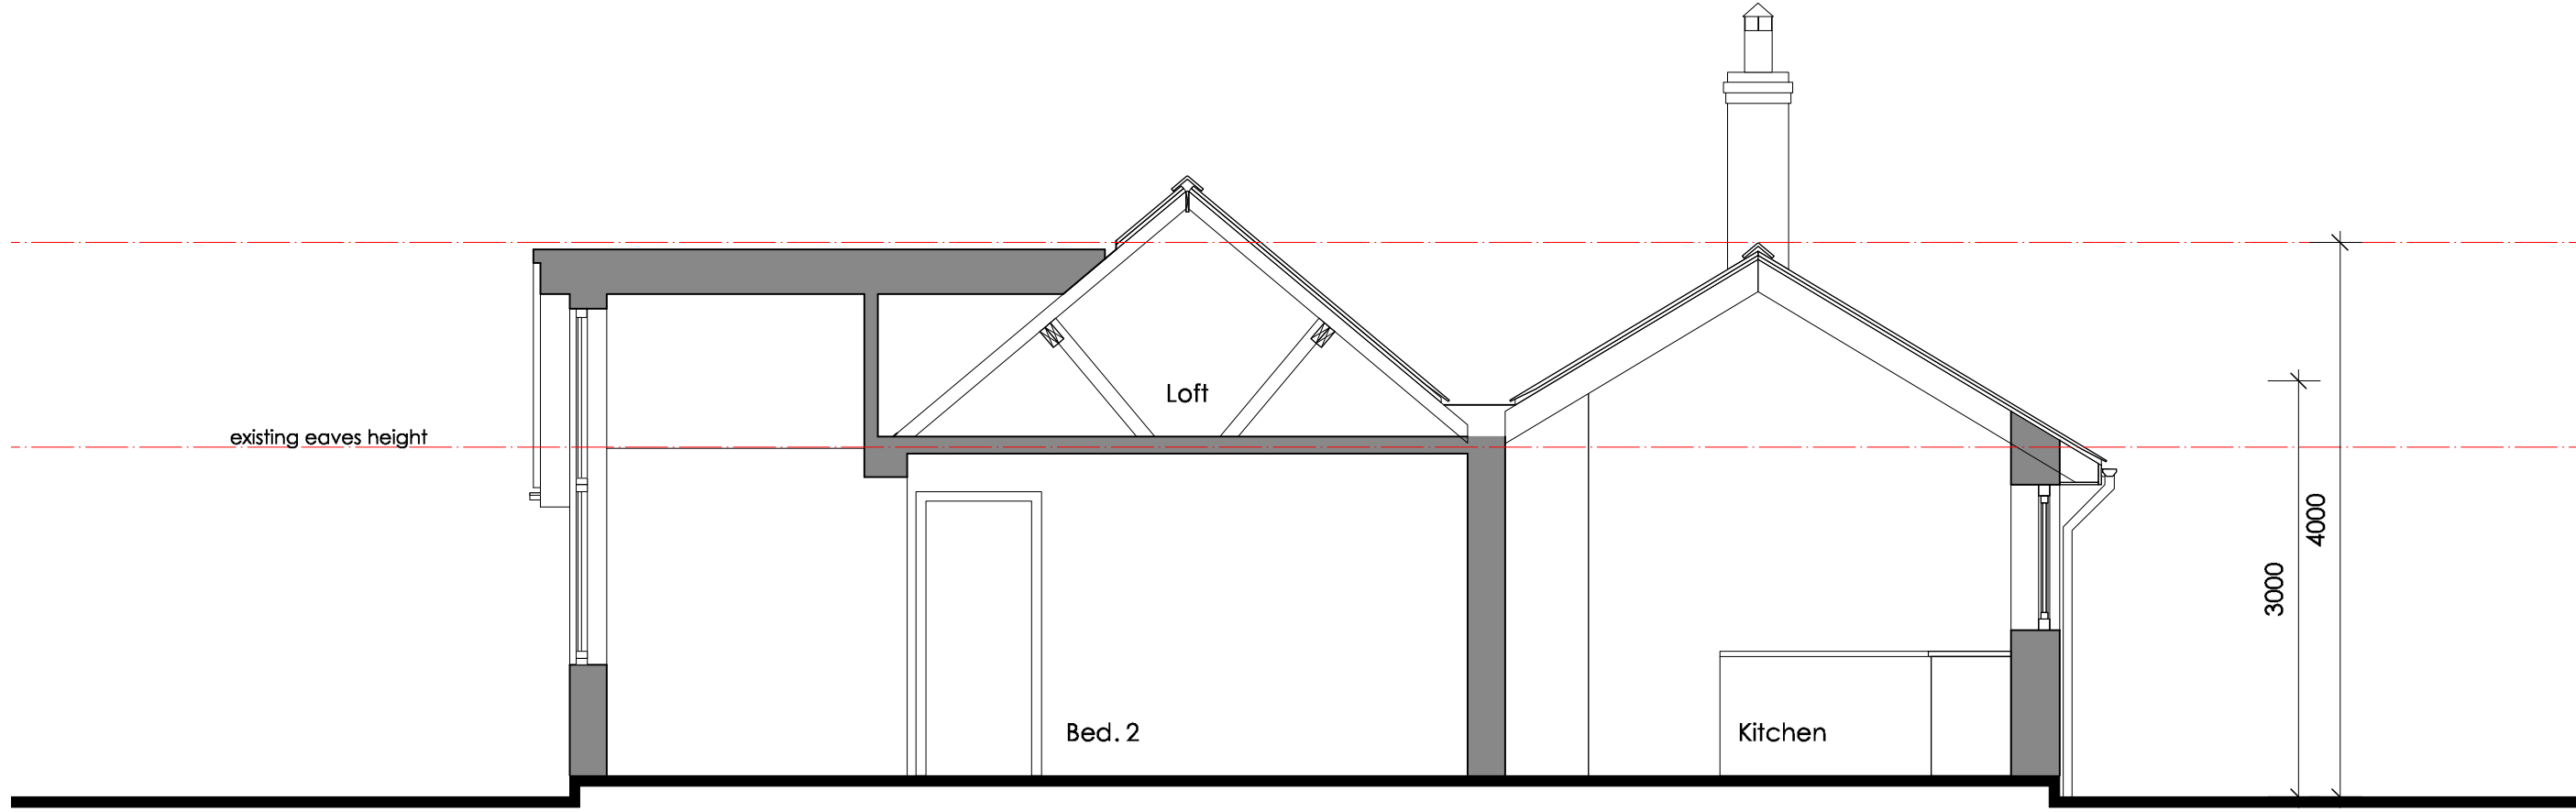 Loft
existing eaves height
4000
3000
Bed. 2
Kitchen